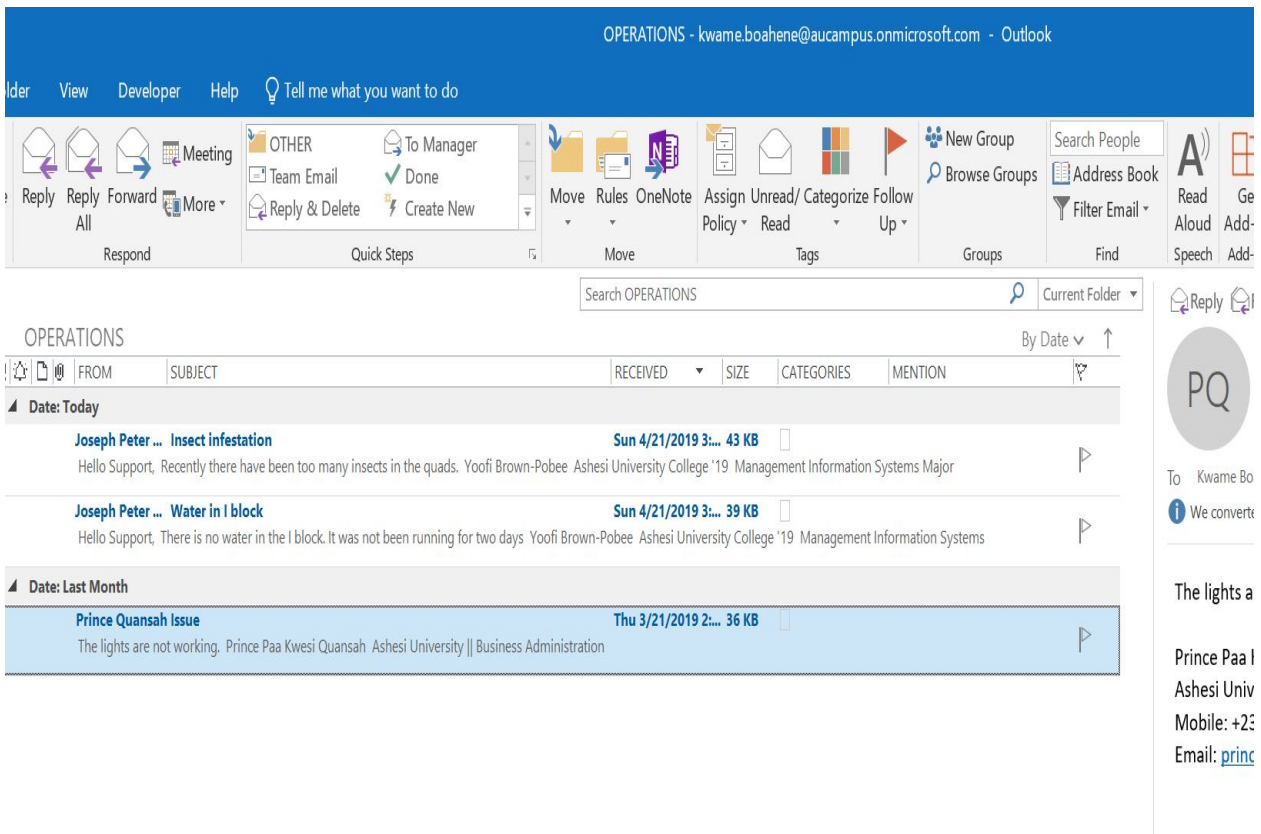 OPERATIONS - kwame.boahene@aucampus.onmicrosoft.com - Outlook
older View Developer Help Tell me what you want to do
Reply Reply All Forward Meeting More
Respond
OTHER To Manager
Team Email Done
Reply & Delete Create New
Quick Steps
Move Rules OneNote
Move
Assign Policy Unread/ Read Categorize Follow Up
Tags
New Group
Browse Groups
Groups
Search People
Address Book
Filter Email
Find
Read Aloud
Speech
Ge
Add-
Add-
Search OPERATIONS Current Folder
OPERATIONS By Date
FROM SUBJECT RECEIVED SIZE CATEGORIES MENTION
Date: Today
Joseph Peter ... Insect infestation Sun 4/21/2019 3:... 43 KB
Hello Support, Recently there have been too many insects in the quads. Yoofi Brown-Pobee Ashesi University College '19 Management Information Systems Major
Joseph Peter ... Water in I block Sun 4/21/2019 3:... 39 KB
Hello Support, There is no water in the I block. It was not been running for two days Yoofi Brown-Pobee Ashesi University College '19 Management Information Systems
Date: Last Month
Prince Quansah Issue Thu 3/21/2019 2:... 36 KB
The lights are not working. Prince Paa Kwesi Quansah Ashesi University || Business Administration
Reply
PQ
To Kwame Bo
We converte
The lights a
Prince Paa
Ashesi Univ
Mobile: +23
Email: princ